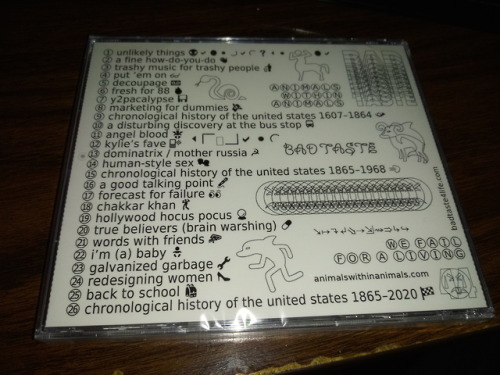 ① unlikely things
② a fine how-do-you-do
③ trashy music for trashy people
④ put 'em on
⑤ decoupage
⑥ fresh for 88
⑦ y2pacalypse
⑧ marketing for dummies
⑨ chronological history of the united states 1607-1864
⑩ a disturbing discovery at the bus stop
⑪ angel blood
⑫ kylie's fave
⑬ dominatrix / mother russia
⑭ human-style sex
⑮ chronological history of the united states 1865-1968
⑯ a good talking point
⑰ forecast for failure
⑱ chakkar khan
⑲ hollywood hocus pocus
⑳ true believers (brain warshing)
㉑ words with friends
㉒ i'm (a) baby
㉓ galvanized garbage
㉔ redesigning women
㉕ back to school
㉖ chronological history of the united states 1865-2020
ANIMALS
WITHIN
ANIMALS
BAD TASTE
BAD TASTE
WE FAIL
FOR A LIVING
animalswithinanimals.com
badtastelife.com